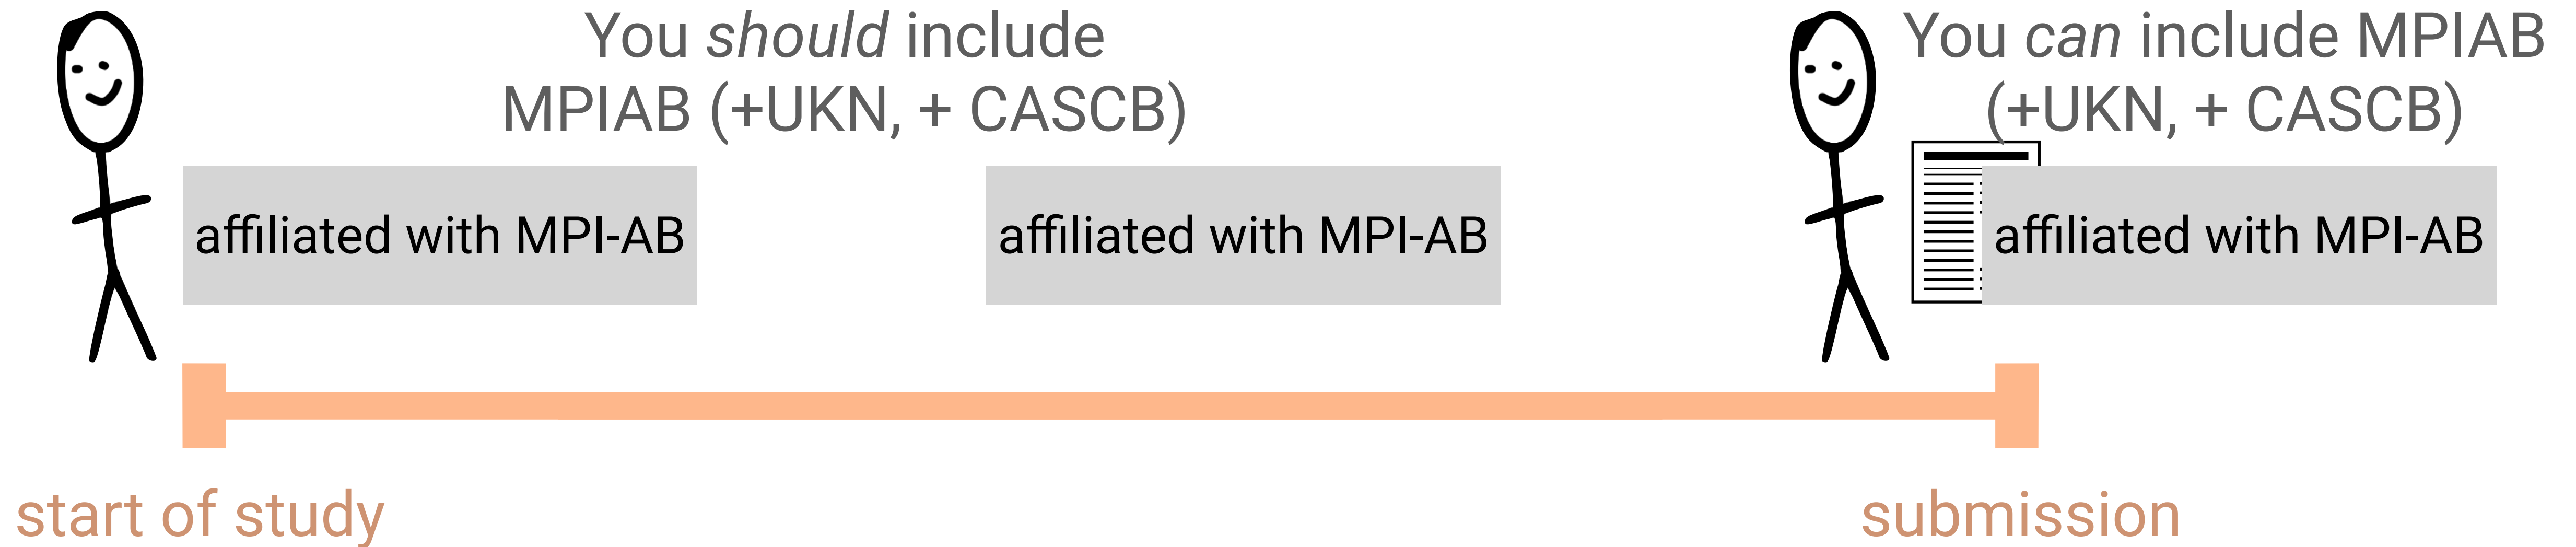 You should include
MPIAB (+UKN, + CASCB)
You can include MPIAB
(+UKN, + CASCB)
affiliated with MPI-AB
affiliated with MPI-AB
affiliated with MPI-AB
start of study
submission